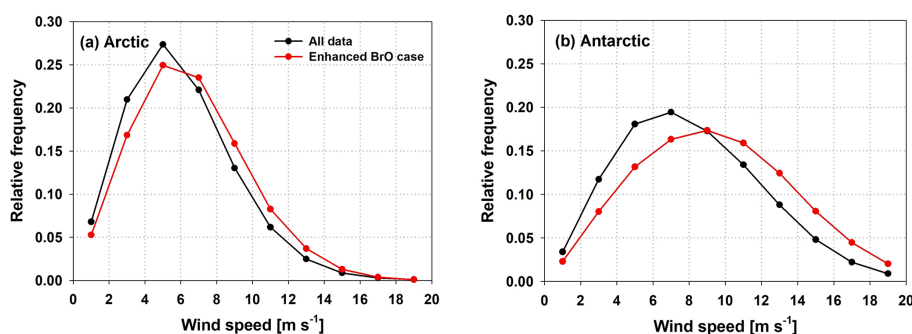 (a) Arctic
All data
Enhanced BrO case
Relative frequency
0.30
0.25
0.20
0.15
0.10
0.05
0.00
0 2 4 6 8 10 12 14 16 18 20
Wind speed [m s⁻¹]
(b) Antarctic
Relative frequency
0.30
0.25
0.20
0.15
0.10
0.05
0.00
0 2 4 6 8 10 12 14 16 18 20
Wind speed [m s⁻¹]